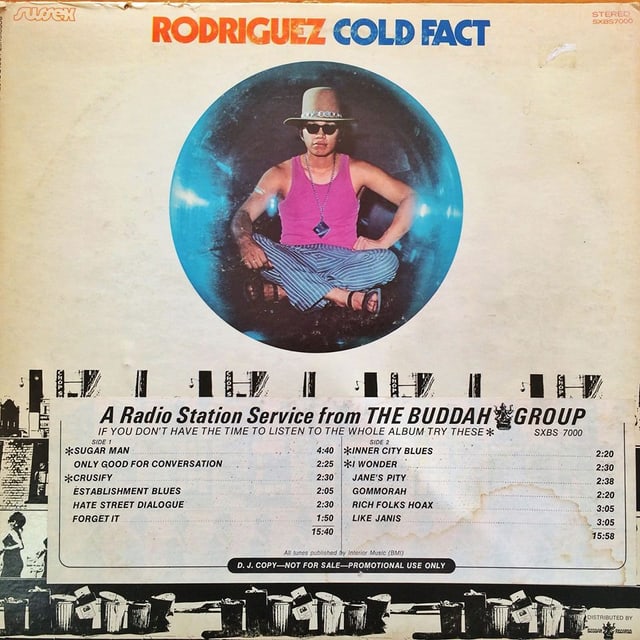 sussex
STEREO
SXBS7000
RODRIGUEZ COLD FACT
A Radio Station Service from THE BUDDAH GROUP
IF YOU DON'T HAVE THE TIME TO LISTEN TO THE WHOLE ALBUM TRY THESE*
SXBS 7000
SIDE 1
*SUGAR MAN 4:40
ONLY GOOD FOR CONVERSATION 2:25
*CRUSIFY 2:30
ESTABLISHMENT BLUES 2:05
HATE STREET DIALOGUE 2:30
FORGET IT 1:50
15:40
SIDE 2
*INNER CITY BLUES 2:20
*I WONDER 2:30
JANE'S PITY 2:38
GOMMORAH 2:20
RICH FOLKS HOAX 3:05
LIKE JANIS 3:05
15:58
All tunes published by Interior Music (BMI)
D. J. COPY—NOT FOR SALE—PROMOTIONAL USE ONLY
DISTRIBUTED BY